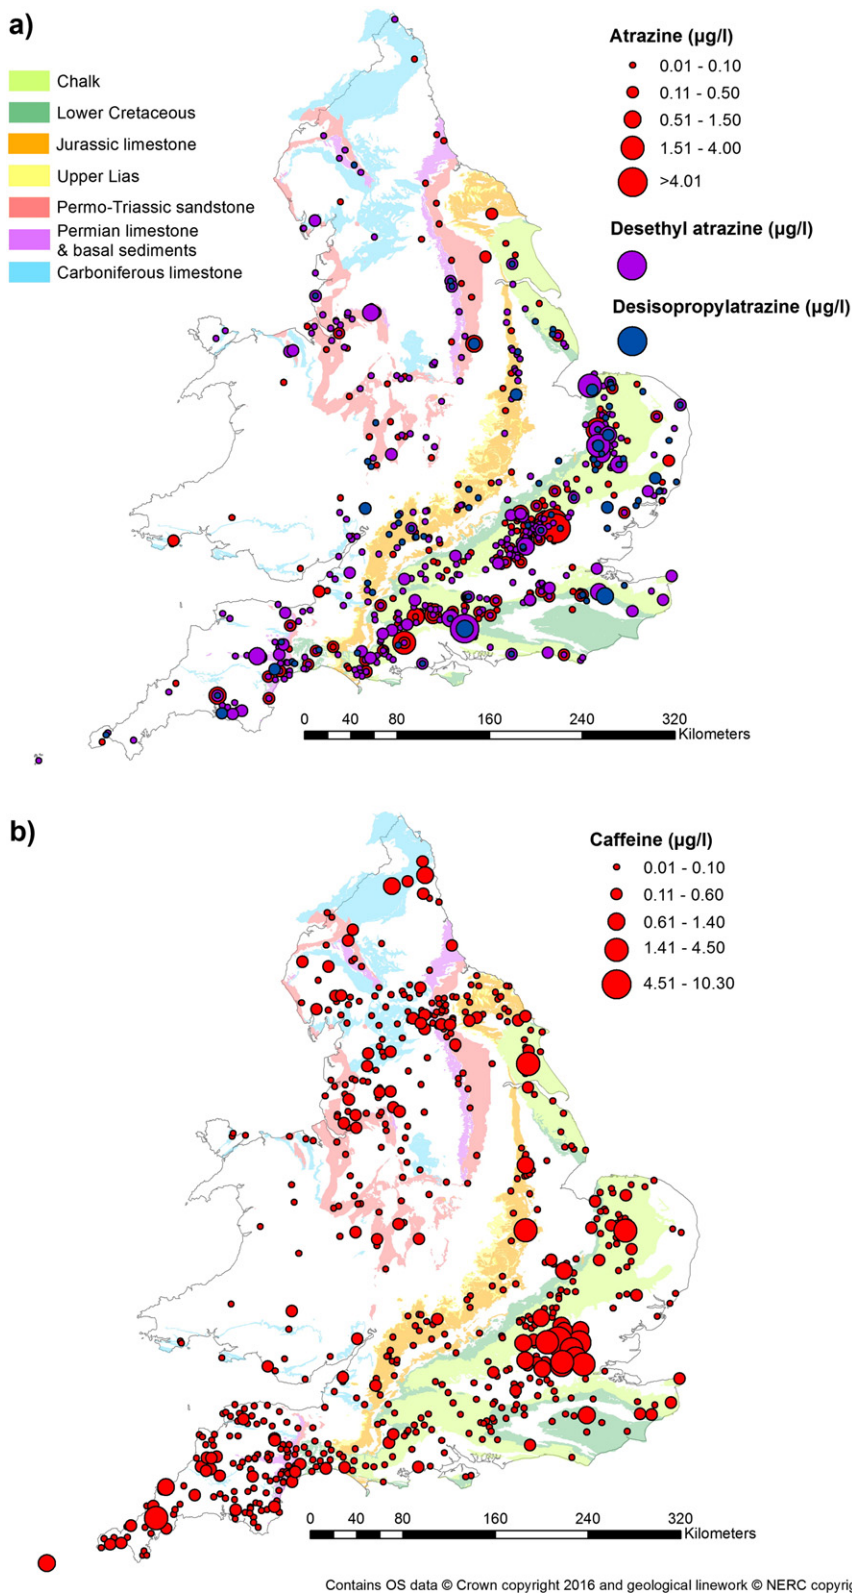 a)
Chalk
Lower Cretaceous
Jurassic limestone
Upper Lias
Permo-Triassic sandstone
Permian limestone
& basal sediments
Carboniferous limestone
Atrazine (µg/l)
0.01 - 0.10
0.11 - 0.50
0.51 - 1.50
1.51 - 4.00
>4.01
Desethyl atrazine (µg/l)
Desisopropylatrazine (µg/l)
0 40 80 160 240 320
Kilometers
b)
Caffeine (µg/l)
0.01 - 0.10
0.11 - 0.60
0.61 - 1.40
1.41 - 4.50
4.51 - 10.30
0 40 80 160 240 320
Kilometers
Contains OS data © Crown copyright 2016 and geological linework © NERC copyri